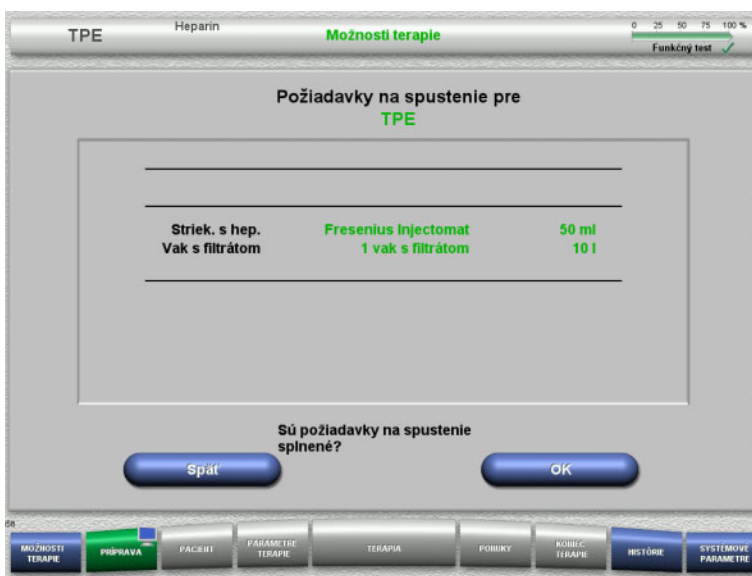 TPE
Heparin
Možnosti terapie
0 25 50 75 100 %
Funkčný test
Požiadavky na spustenie pre
TPE
Striek. s hep. Fresenius Injectomat 50 ml
Vak s filtrátom 1 vak s filtrátom 10 l
Sú požiadavky na spustenie
splnené?
Späť OK
MOŽNOSTI
TERAPIE
PRÍPRAVA
PACIENT
PARAMETRE
TERAPIE
TERAPIA
PONUKY
KONIEC
TERAPIE
HISTÓRIE
SYSTÉMOVÉ
PARAMETRE